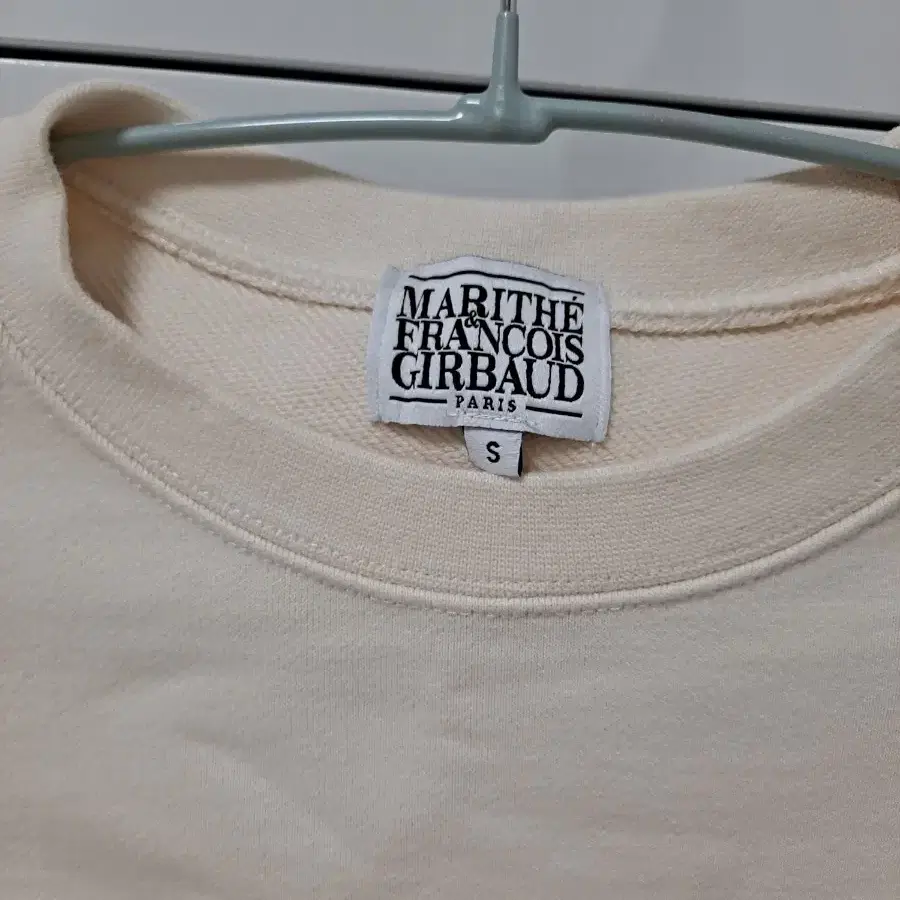 MARITHÉ
&
FRANÇOIS
GIRBAUD
PARIS
S